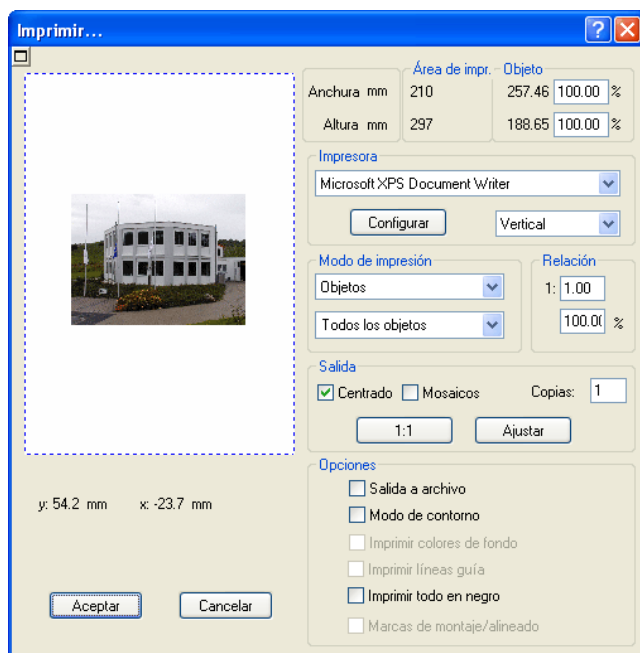 Imprimir...
Área de impr. Objeto
Anchura mm 210 257.46 100.00 %
Altura mm 297 188.65 100.00 %
Impresora
Microsoft XPS Document Writer
Configurar Vertical
Modo de impresión Relación
Objetos 1: 1.00
Todos los objetos 100.00 %
Salida
Centrado Mosaicos Copias: 1
1:1 Ajustar
Opciones
Salida a archivo
y: 54.2 mm x: -23.7 mm
Modo de contorno
Imprimir colores de fondo
Imprimir líneas guía
Aceptar Cancelar Imprimir todo en negro
Marcas de montaje/alineado